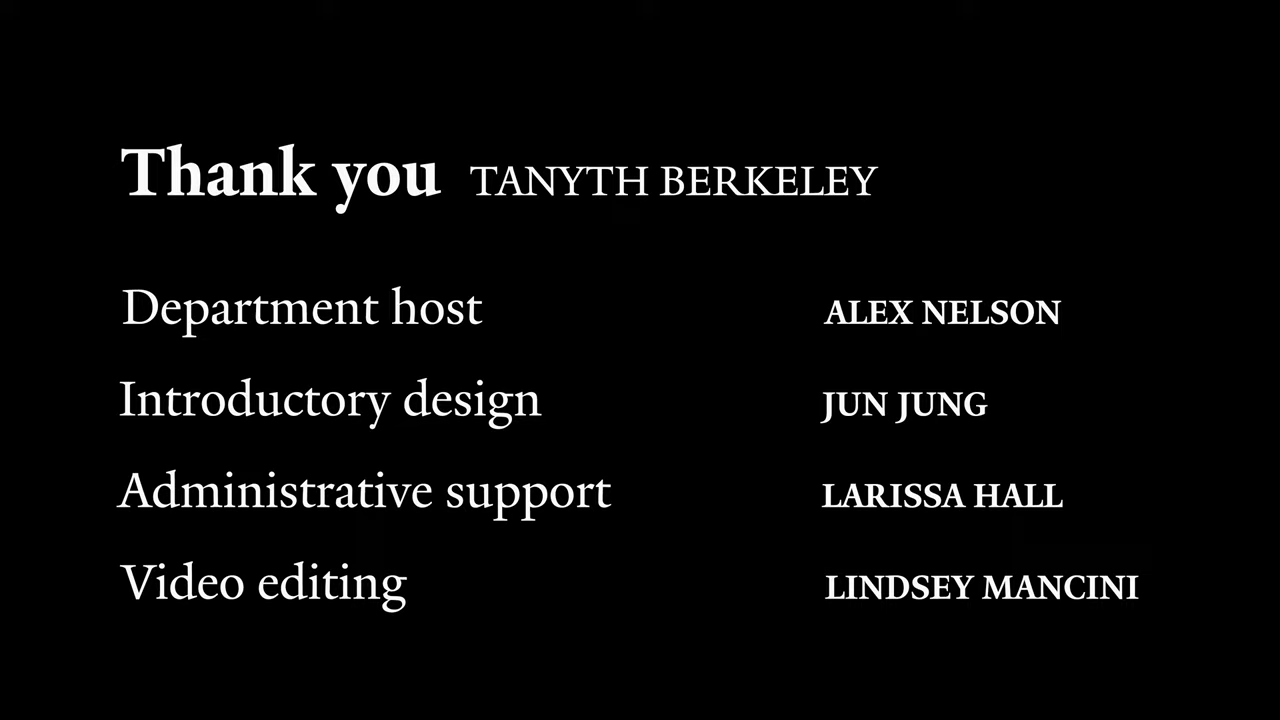 Thank you TANYTH BERKELEY
Department host ALEX NELSON
Introductory design JUN JUNG
Administrative support LARISSA HALL
Video editing LINDSEY MANCINI